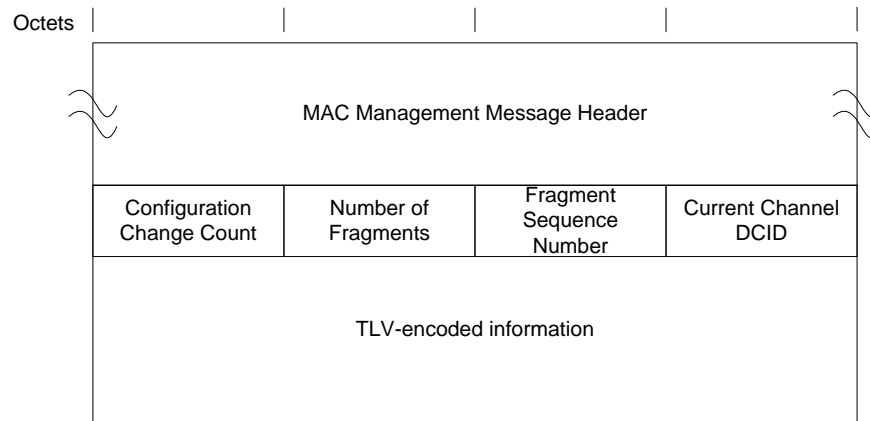 Octets
MAC Management Message Header
Configuration
Change Count
Number of
Fragments
Fragment
Sequence
Number
Current Channel
DCID
TLV-encoded information